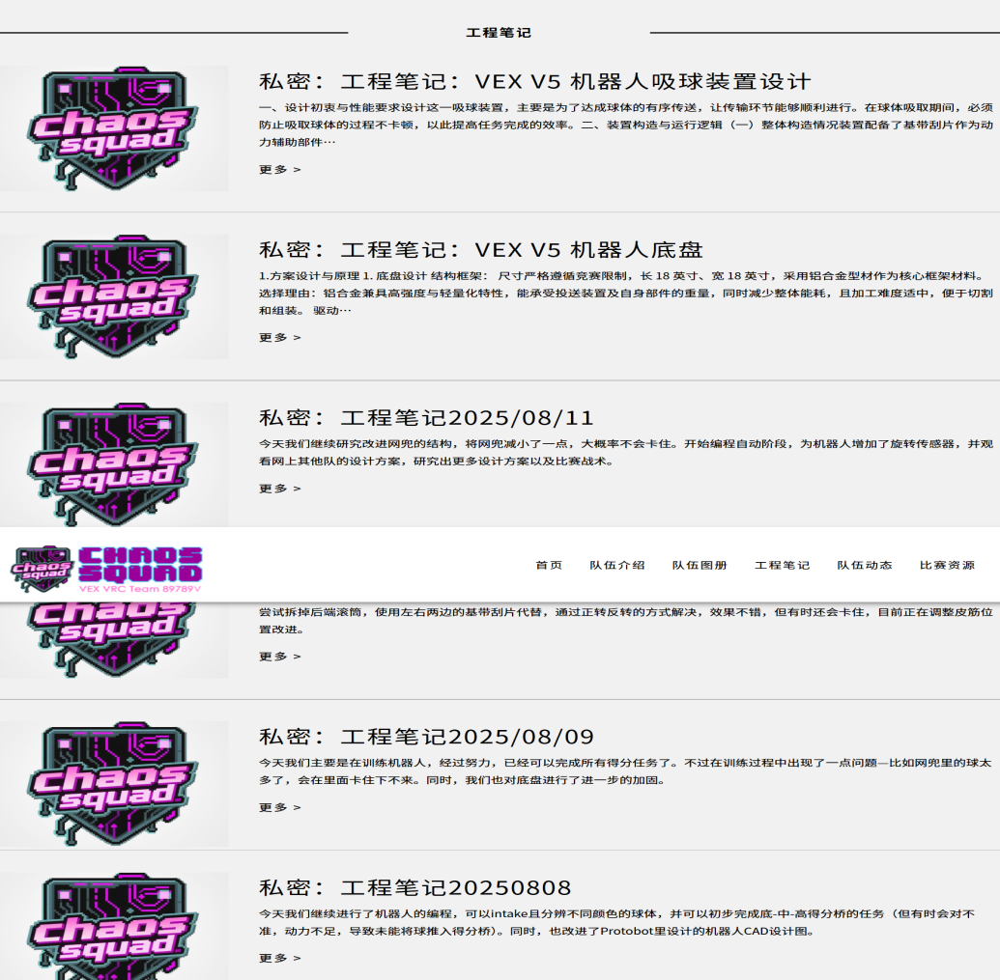 工程笔记
chaos
squad
私密：工程笔记：VEX V5 机器人吸球装置设计
一、设计初衷与性能要求设计这一吸球装置，主要是为了达成球体的有序传送，让传输环节能够顺利进行。在球体吸取期间，必须
防止吸取球体的过程不卡顿，以此提高任务完成的效率。二、装置构造与运行逻辑（一）整体构造情况装置配备了基带刮片作为动
力辅助部件…
更多 >
chaos
squad
私密：工程笔记：VEX V5 机器人底盘
1.方案设计与原理 1. 底盘设计 结构框架： 尺寸严格遵循竞赛限制，长 18 英寸、宽 18 英寸，采用铝合金型材作为核心框架材料。
选择理由：铝合金兼具高强度与轻量化特性，能承受投送装置及自身部件的重量，同时减少整体能耗，且加工难度适中，便于切割
和组装。 驱动…
更多 >
chaos
squad
私密：工程笔记2025/08/11
今天我们继续研究改进网兜的结构，将网兜减小了一点，大概率不会卡住。开始编程自动阶段，为机器人增加了旋转传感器，并观
看网上其他队的设计方案，研究出更多设计方案以及比赛战术。
更多 >
chaos
squad
CHAOS
SQUAD
VEX VRC Team 89789V
首页 队伍介绍 队伍图册 工程笔记 队伍动态 比赛资源
squad
尝试拆掉后端滚筒，使用左右两边的基带刮片代替，通过正转反转的方式解决，效果不错，但有时还会卡住，目前正在调整皮筋位
置改进。
更多 >
chaos
squad
私密：工程笔记2025/08/09
今天我们主要是在训练机器人，经过努力，已经可以完成所有得分任务了。不过在训练过程中出现了一点问题—比如网兜里的球太
多了，会在里面卡住下不来。同时，我们也对底盘进行了进一步的加固。
更多 >
chaos
squad
私密：工程笔记20250808
今天我们继续进行了机器人的编程，可以intake且分辨不同颜色的球体，并可以初步完成底-中-高得分桥的任务（但有时会对不
准，动力不足，导致未能将球推入得分桥）。同时，也改进了Protobot里设计的机器人CAD设计图。
更多 >